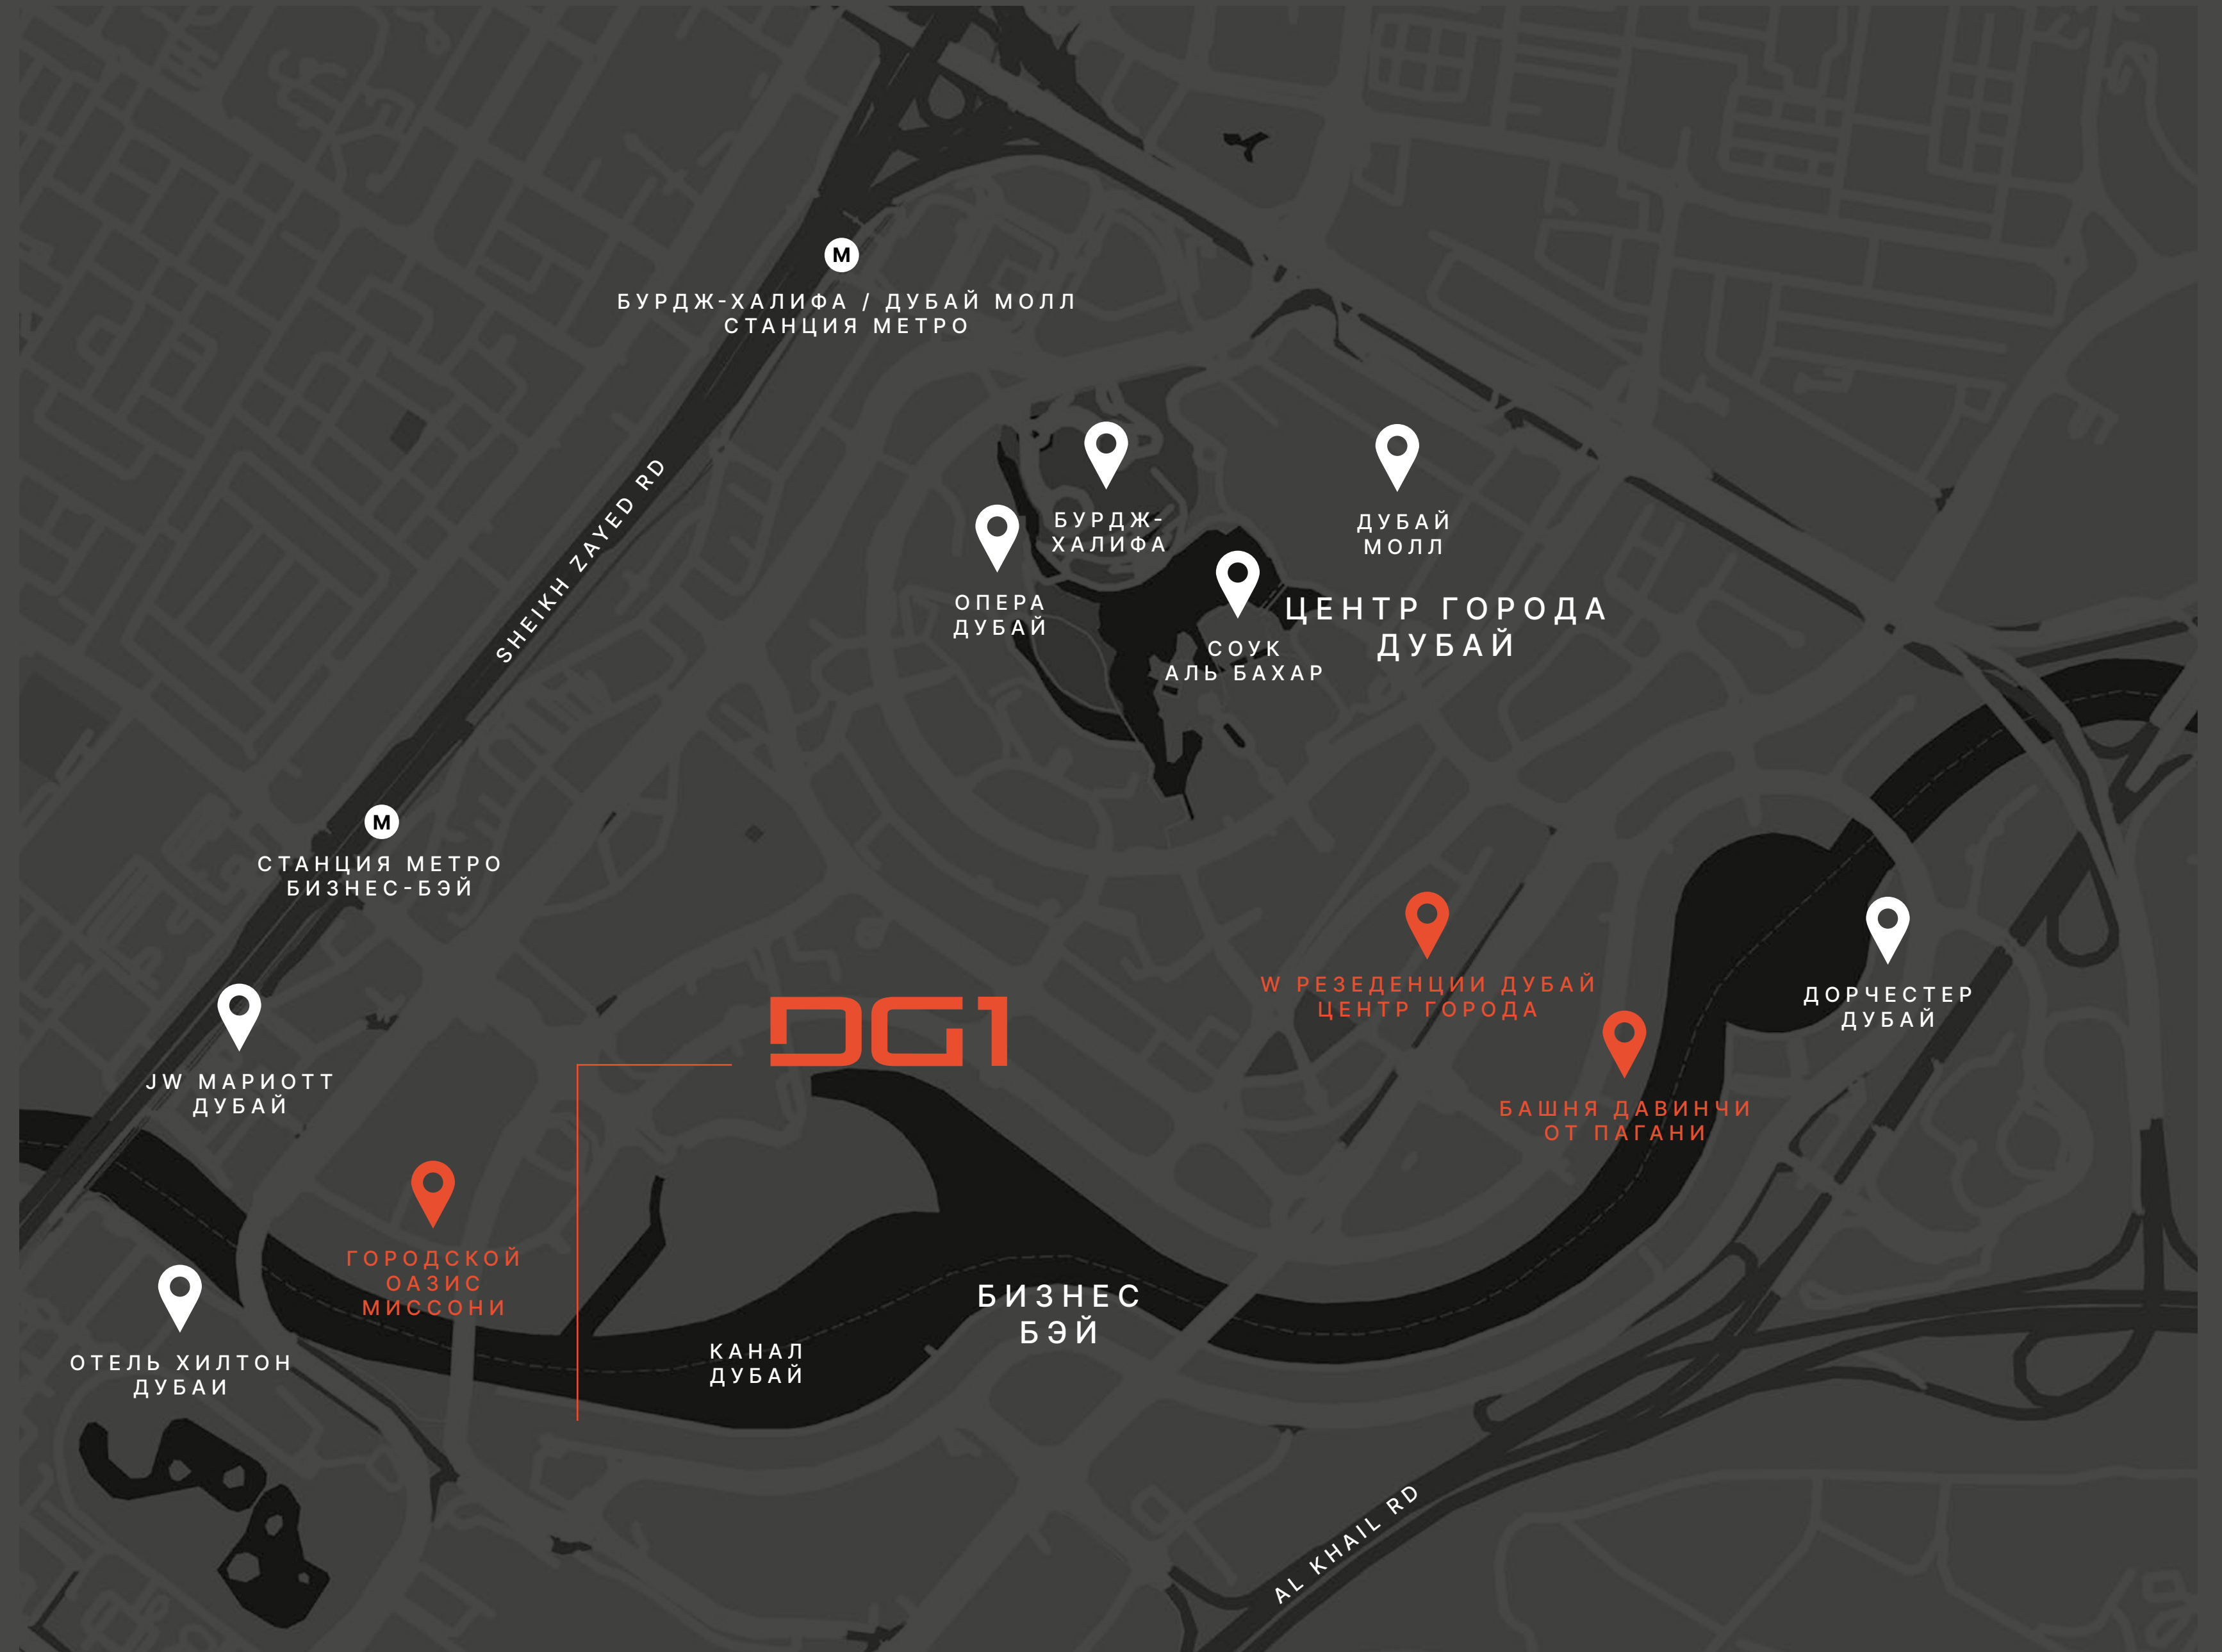 M
БУРДЖ-ХАЛИФА / ДУБАЙ МОЛЛ
СТАНЦИЯ МЕТРО
SHEIKH ZAYED RD
БУРДЖ-
ХАЛИФА
ДУБАЙ
МОЛЛ
ОПЕРА
ДУБАЙ
ЦЕНТР ГОРОДА
ДУБАЙ
СОУК
АЛЬ БАХАР
M
СТАНЦИЯ МЕТРО
БИЗНЕС-БЭЙ
W РЕЗЕДЕНЦИИ ДУБАЙ
ЦЕНТР ГОРОДА
ДОРЧЕСТЕР
ДУБАЙ
DG1
JW МАРИОТТ
ДУБАЙ
БАШНЯ ДАВИНЧИ
ОТ ПАГАНИ
ГОРОДСКОЙ
ОАЗИС
МИССОНИ
БИЗНЕС
БЭЙ
КАНАЛ
ДУБАЙ
ОТЕЛЬ ХИЛТОН
ДУБАИ
AL KHAIL RD